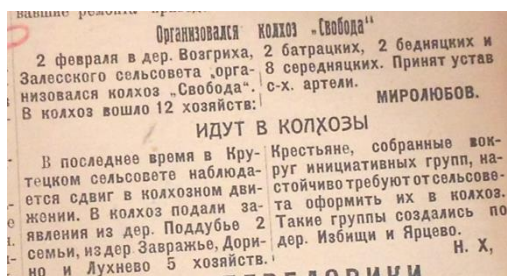 Организовался колхоз „Свобода“
2 февраля в дер. Возгриха,
Залесского сельсовета орга-
низовался колхоз „Свобода“.
В колхоз вошло 12 хозяйств:
2 батрацких, 2 бедняцких и
8 середняцких. Принят устав
с-х. артели.
МИРОЛЮБОВ.
ИДУТ В КОЛХОЗЫ
В последнее время в Кру-
тецком сельсовете наблюда-
ется сдвиг в колхозном дви-
жении. В колхоз подали за-
явления из дер. Поддубье 2
семьи, из дер. Завражье, Дори-
но и Лухнево 5 хозяйств.
Крестьяне, собранные вок-
руг инициативных групп, на-
стойчиво требуют от сельсове-
та оформить их в колхоз.
Такие группы создались по
дер. Избищи и Ярцево.
Н. Х,